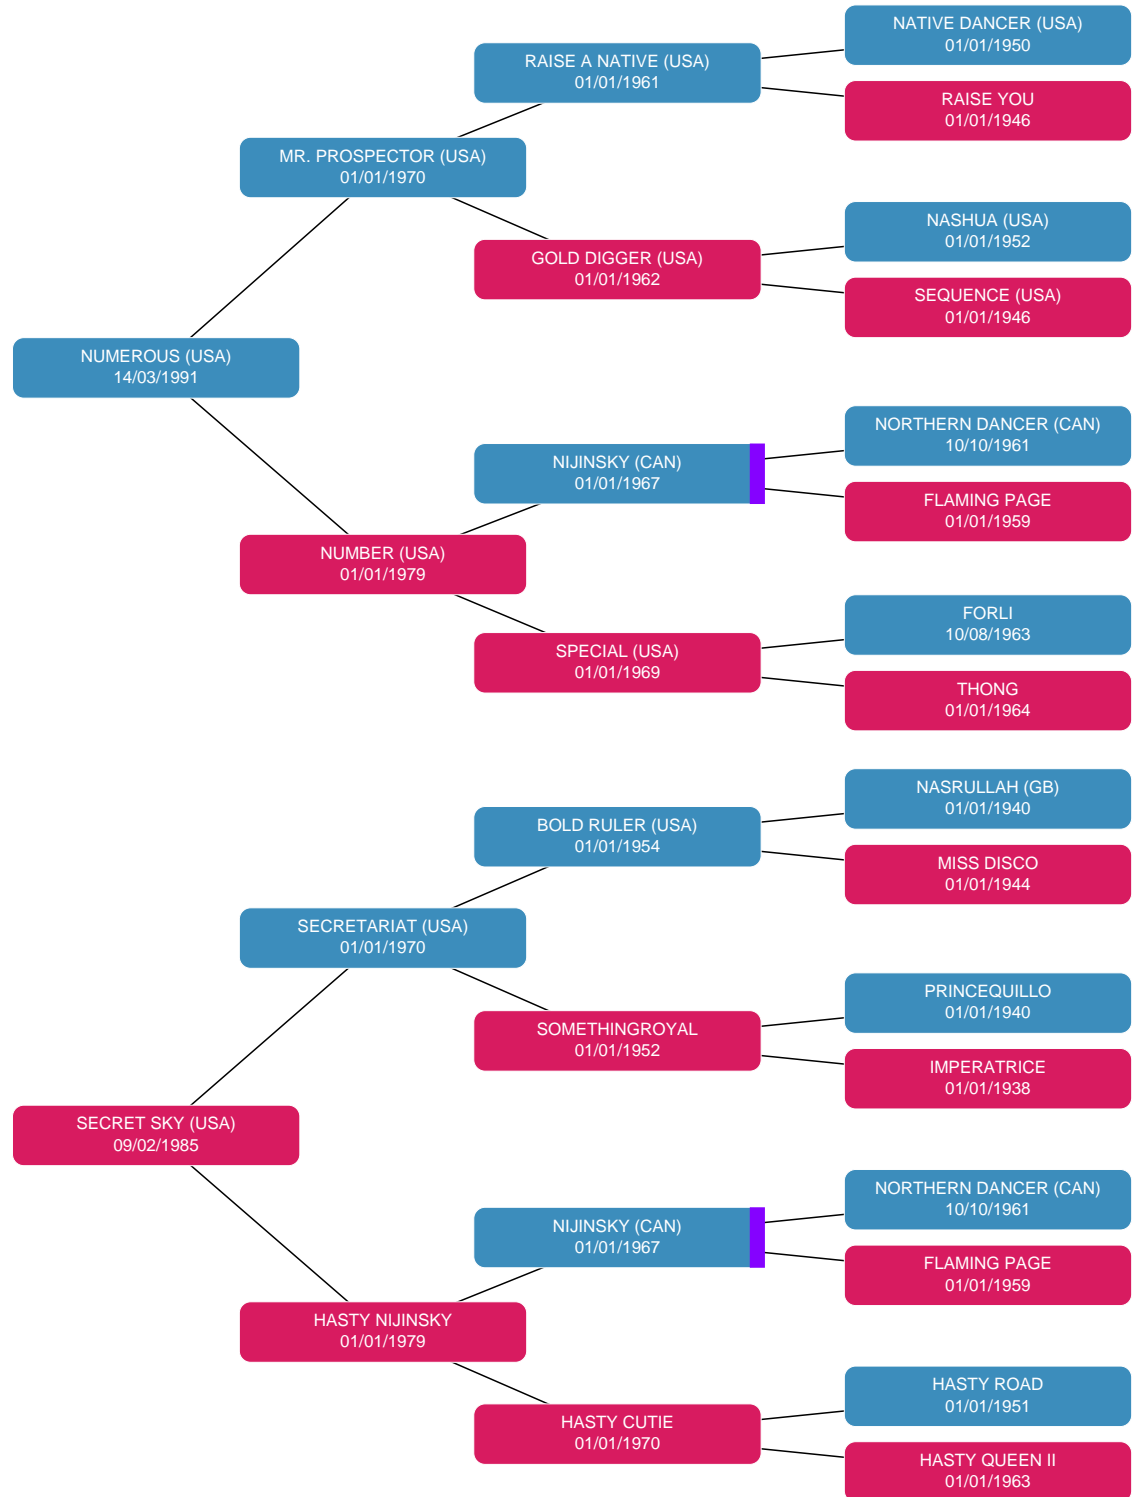 NATIVE DANCER (USA)
01/01/1950
RAISE A NATIVE (USA)
01/01/1961
RAISE YOU
01/01/1946
MR. PROSPECTOR (USA)
01/01/1970
NASHUA (USA)
01/01/1952
GOLD DIGGER (USA)
01/01/1962
SEQUENCE (USA)
01/01/1946
NUMEROUS (USA)
14/03/1991
NORTHERN DANCER (CAN)
10/10/1961
NIJINSKY (CAN)
01/01/1967
FLAMING PAGE
01/01/1959
NUMBER (USA)
01/01/1979
FORLI
10/08/1963
SPECIAL (USA)
01/01/1969
THONG
01/01/1964
NASRULLAH (GB)
01/01/1940
BOLD RULER (USA)
01/01/1954
MISS DISCO
01/01/1944
SECRETARIAT (USA)
01/01/1970
PRINCEQUILLO
01/01/1940
SOMETHINGROYAL
01/01/1952
IMPERATRICE
01/01/1938
SECRET SKY (USA)
09/02/1985
NORTHERN DANCER (CAN)
10/10/1961
NIJINSKY (CAN)
01/01/1967
FLAMING PAGE
01/01/1959
HASTY NIJINSKY
01/01/1979
HASTY ROAD
01/01/1951
HASTY CUTIE
01/01/1970
HASTY QUEEN II
01/01/1963